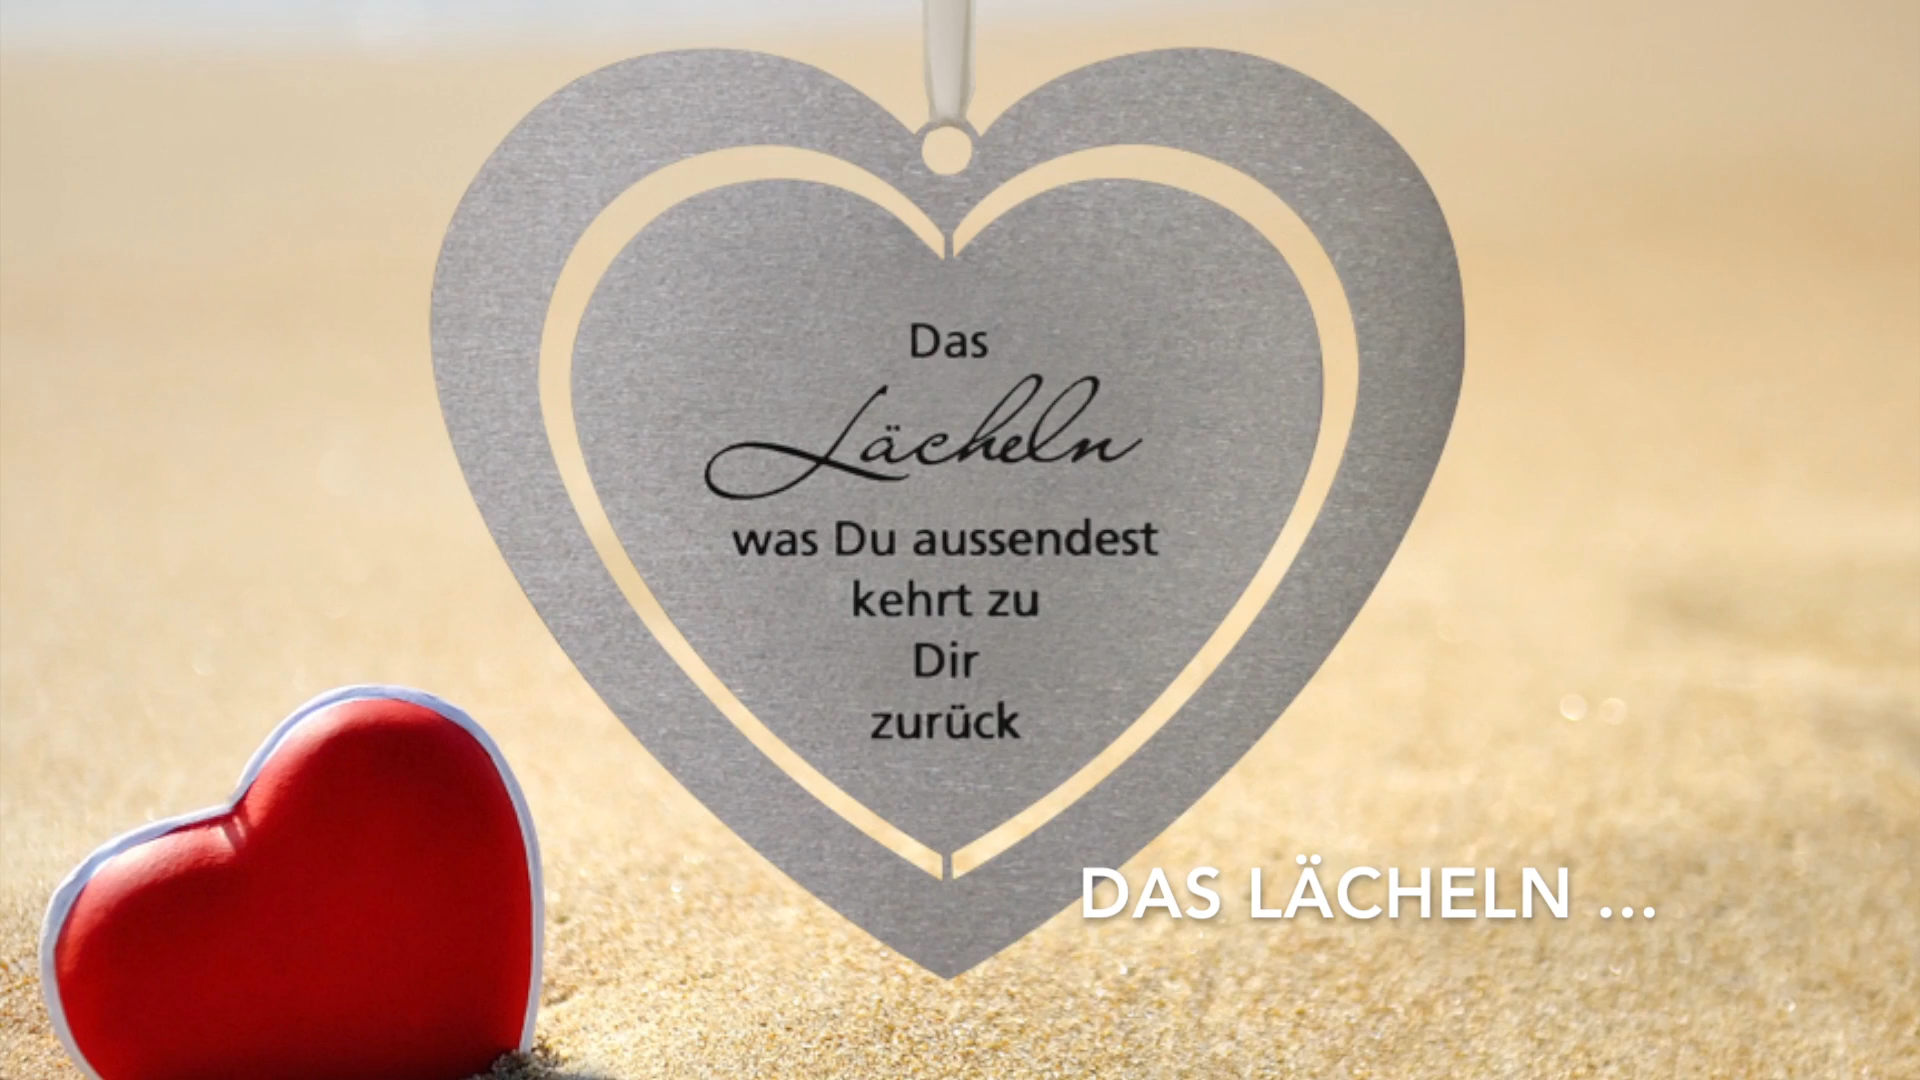 Das
Lächeln
was Du aussendest
kehrt zu
Dir
zurück
DAS LÄCHELN ...